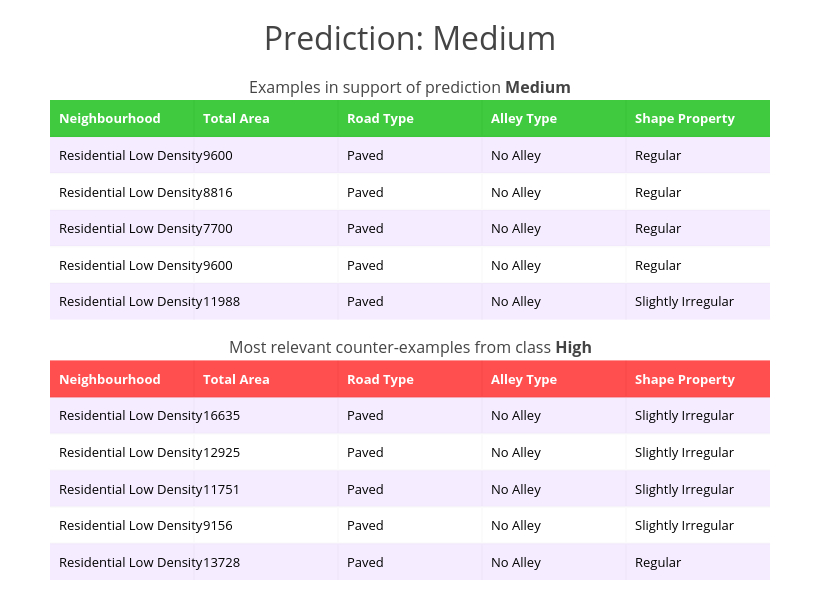 Prediction: Medium
Examples in support of prediction Medium
Neighbourhood Total Area Road Type Alley Type Shape Property
Residential Low Density 9600 Paved No Alley Regular
Residential Low Density 8816 Paved No Alley Regular
Residential Low Density 7700 Paved No Alley Regular
Residential Low Density 9600 Paved No Alley Regular
Residential Low Density 11988 Paved No Alley Slightly Irregular
Most relevant counter-examples from class High
Neighbourhood Total Area Road Type Alley Type Shape Property
Residential Low Density 16635 Paved No Alley Slightly Irregular
Residential Low Density 12925 Paved No Alley Slightly Irregular
Residential Low Density 11751 Paved No Alley Slightly Irregular
Residential Low Density 9156 Paved No Alley Slightly Irregular
Residential Low Density 13728 Paved No Alley Regular